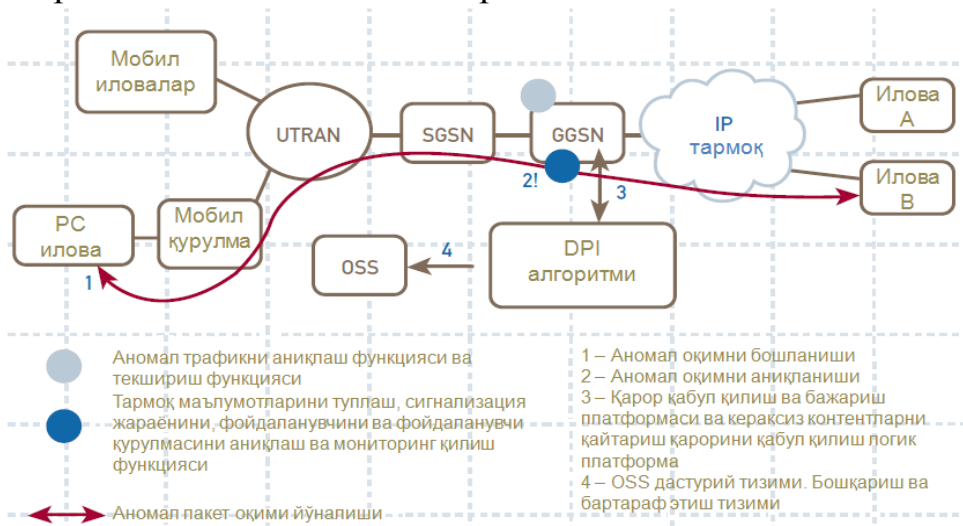 Мобил
иловалар
UTRAN
SGSN
GGSN
IP
тармоқ
Илова
А
Илова
В
2!
3
РС
илова
Мобил
қурулма
1
OSS
4
DPI
алгоритми
Аномал трафикни аниқлаш функцияси ва
текшириш функцияси
Тармоқ маълумотларини туплаш, сигнализация
жараёнини, фойдаланувчини ва фойдаланувчи
қурулмасини аниқлаш ва мониторинг қилиш
функцияси
Аномал пакет оқими йўналиши
1 – Аномал оқимни бошланиши
2 – Аномал оқимни аниқланиши
3 – Қарор қабул қилиш ва бажариш
платформаси ва кераксиз контентларни
қайтариш қарорини қабул қилиш логик
платформа
4 – OSS дастурий тизими. Бошқариш ва
бартараф этиш тизими